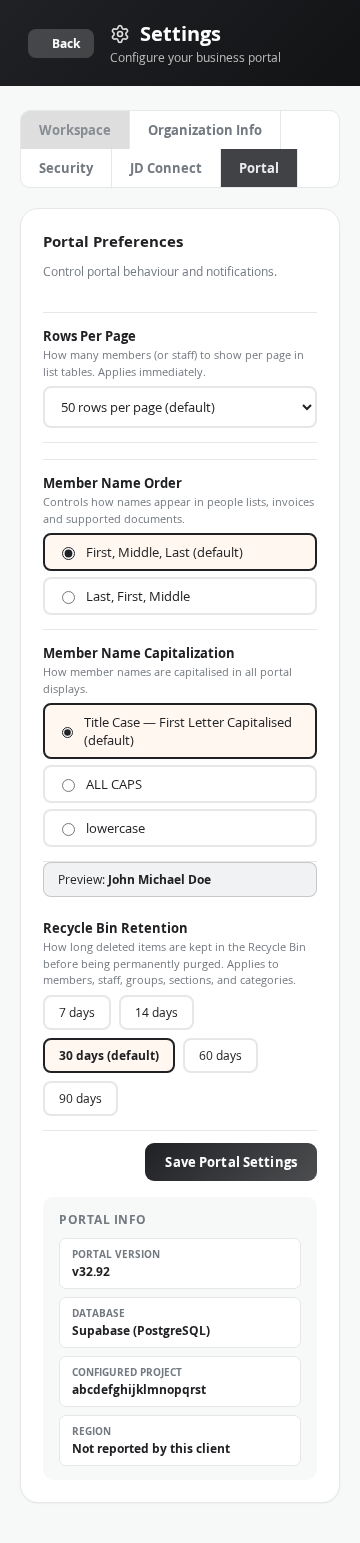 Back
Settings
Configure your business portal
Workspace
Organization Info
Security
JD Connect
Portal
Portal Preferences
Control portal behaviour and notifications.
Rows Per Page
How many members (or staff) to show per page in
list tables. Applies immediately.
50 rows per page (default)
Member Name Order
Controls how names appear in people lists, invoices
and supported documents.
First, Middle, Last (default)
Last, First, Middle
Member Name Capitalization
How member names are capitalised in all portal
displays.
Title Case — First Letter Capitalised
(default)
ALL CAPS
lowercase
Preview: John Michael Doe
Recycle Bin Retention
How long deleted items are kept in the Recycle Bin
before being permanently purged. Applies to
members, staff, groups, sections, and categories.
7 days
14 days
30 days (default)
60 days
90 days
Save Portal Settings
PORTAL INFO
PORTAL VERSION
v32.92
DATABASE
Supabase (PostgreSQL)
CONFIGURED PROJECT
abcdefghijklmnopqrst
REGION
Not reported by this client